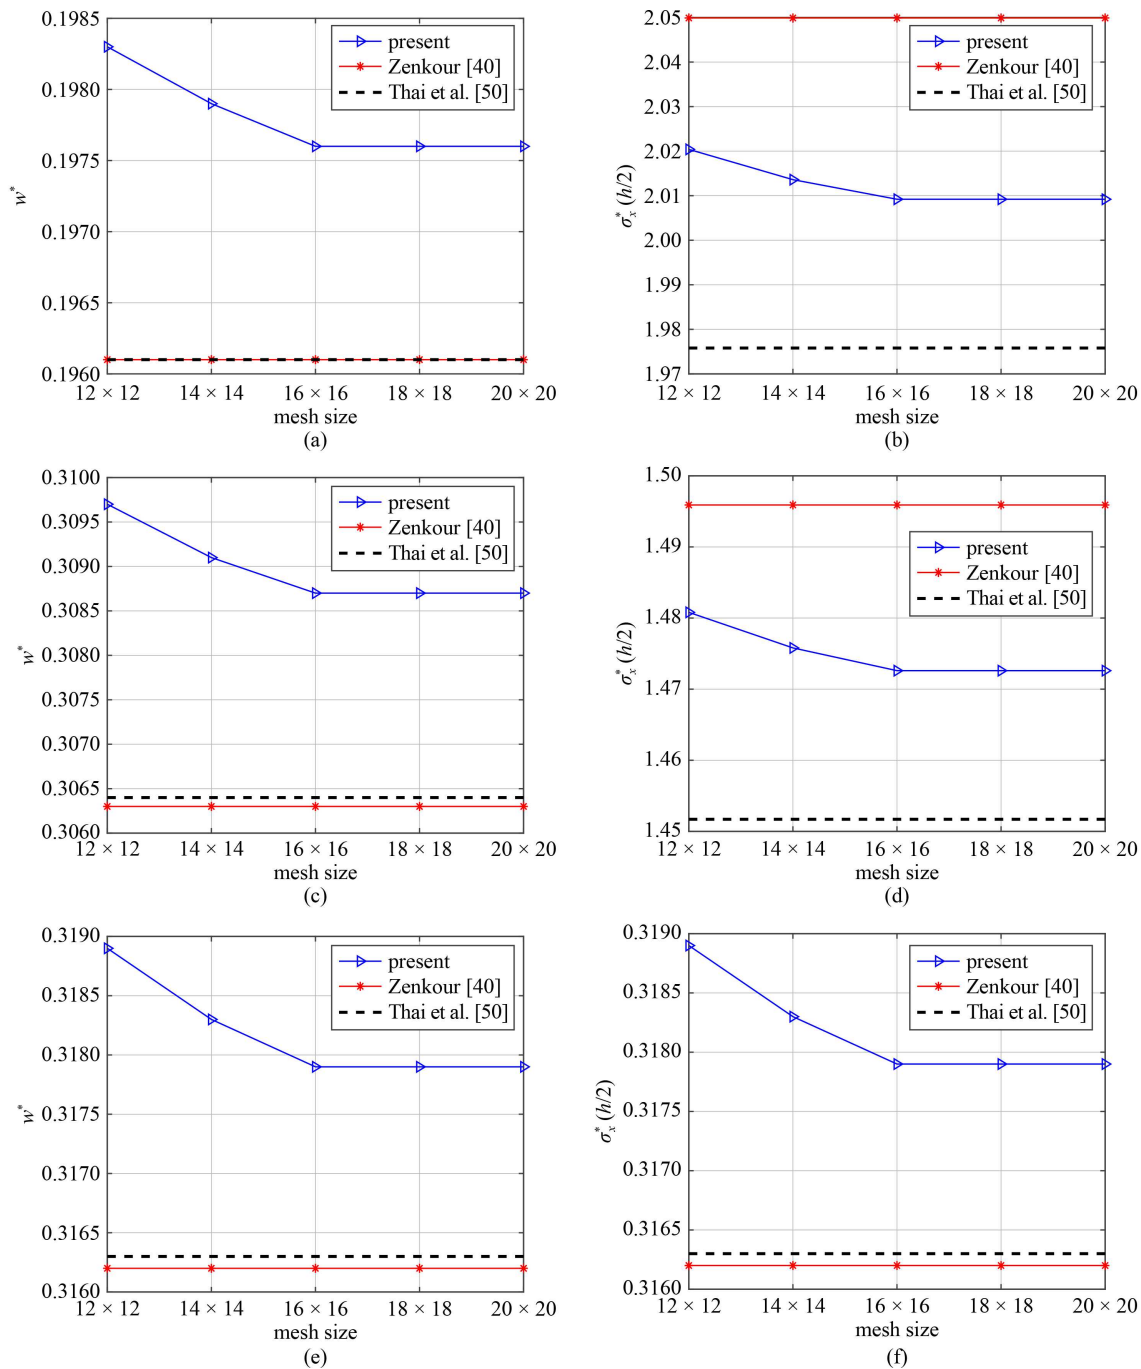 0.1985
0.1980
0.1975
0.1970
0.1965
0.1960
w*
present
Zenkour [40]
Thai et al. [50]
12 × 12 14 × 14 16 × 16 18 × 18 20 × 20
mesh size
(a)
2.05
2.04
2.03
2.02
2.01
2.00
1.99
1.98
1.97
σx* (h/2)
present
Zenkour [40]
Thai et al. [50]
12 × 12 14 × 14 16 × 16 18 × 18 20 × 20
mesh size
(b)
0.3100
0.3095
0.3090
0.3085
0.3080
0.3075
0.3070
0.3065
0.3060
w*
present
Zenkour [40]
Thai et al. [50]
12 × 12 14 × 14 16 × 16 18 × 18 20 × 20
mesh size
(c)
1.50
1.49
1.48
1.47
1.46
1.45
σx* (h/2)
present
Zenkour [40]
Thai et al. [50]
12 × 12 14 × 14 16 × 16 18 × 18 20 × 20
mesh size
(d)
0.3190
0.3185
0.3180
0.3175
0.3170
0.3165
0.3160
w*
present
Zenkour [40]
Thai et al. [50]
12 × 12 14 × 14 16 × 16 18 × 18 20 × 20
mesh size
(e)
0.3190
0.3185
0.3180
0.3175
0.3170
0.3165
0.3160
σx* (h/2)
present
Zenkour [40]
Thai et al. [50]
12 × 12 14 × 14 16 × 16 18 × 18 20 × 20
mesh size
(f)